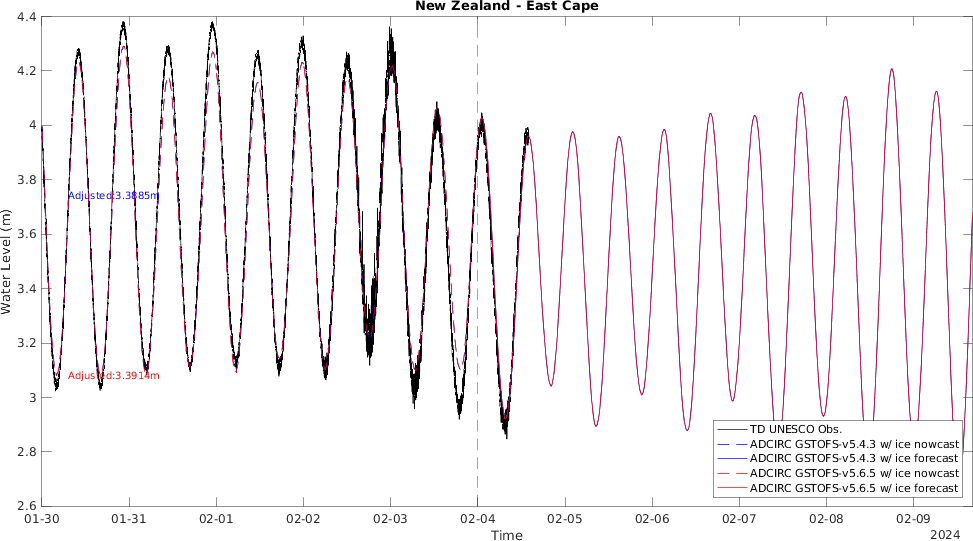 New Zealand - East Cape
Water Level (m)
4.4
4.2
4
3.8
3.6
3.4
3.2
3
2.8
2.6
Adjusted:3.3885m
Adjusted:3.3914m
TD UNESCO Obs.
ADCIRC GSTOFS-v5.4.3 w/ ice nowcast
ADCIRC GSTOFS-v5.4.3 w/ ice forecast
ADCIRC GSTOFS-v5.6.5 w/ ice nowcast
ADCIRC GSTOFS-v5.6.5 w/ ice forecast
01-30 01-31 02-01 02-02 02-03 02-04 02-05 02-06 02-07 02-08 02-09
Time
2024